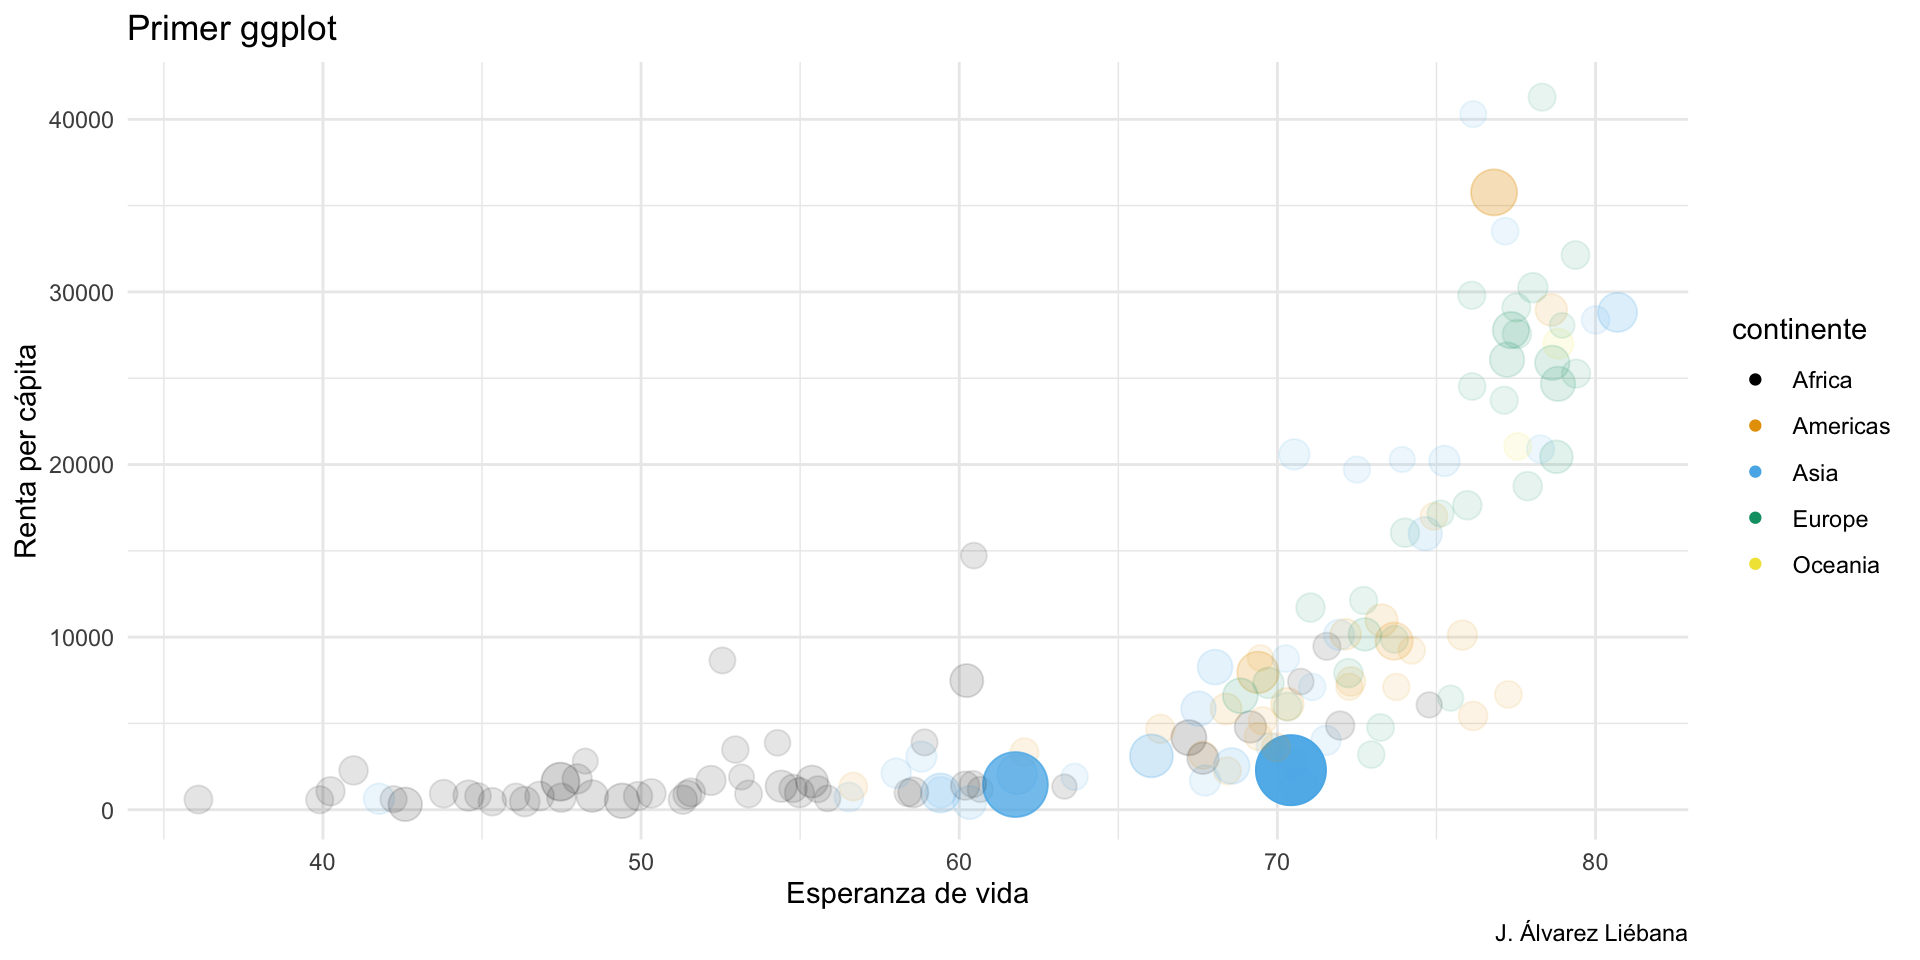 Primer ggplot
40000
30000
20000
10000
0
Renta per cápita
40 50 60 70 80
Esperanza de vida
continente
Africa
Americas
Asia
Europe
Oceania
J. Álvarez Liébana